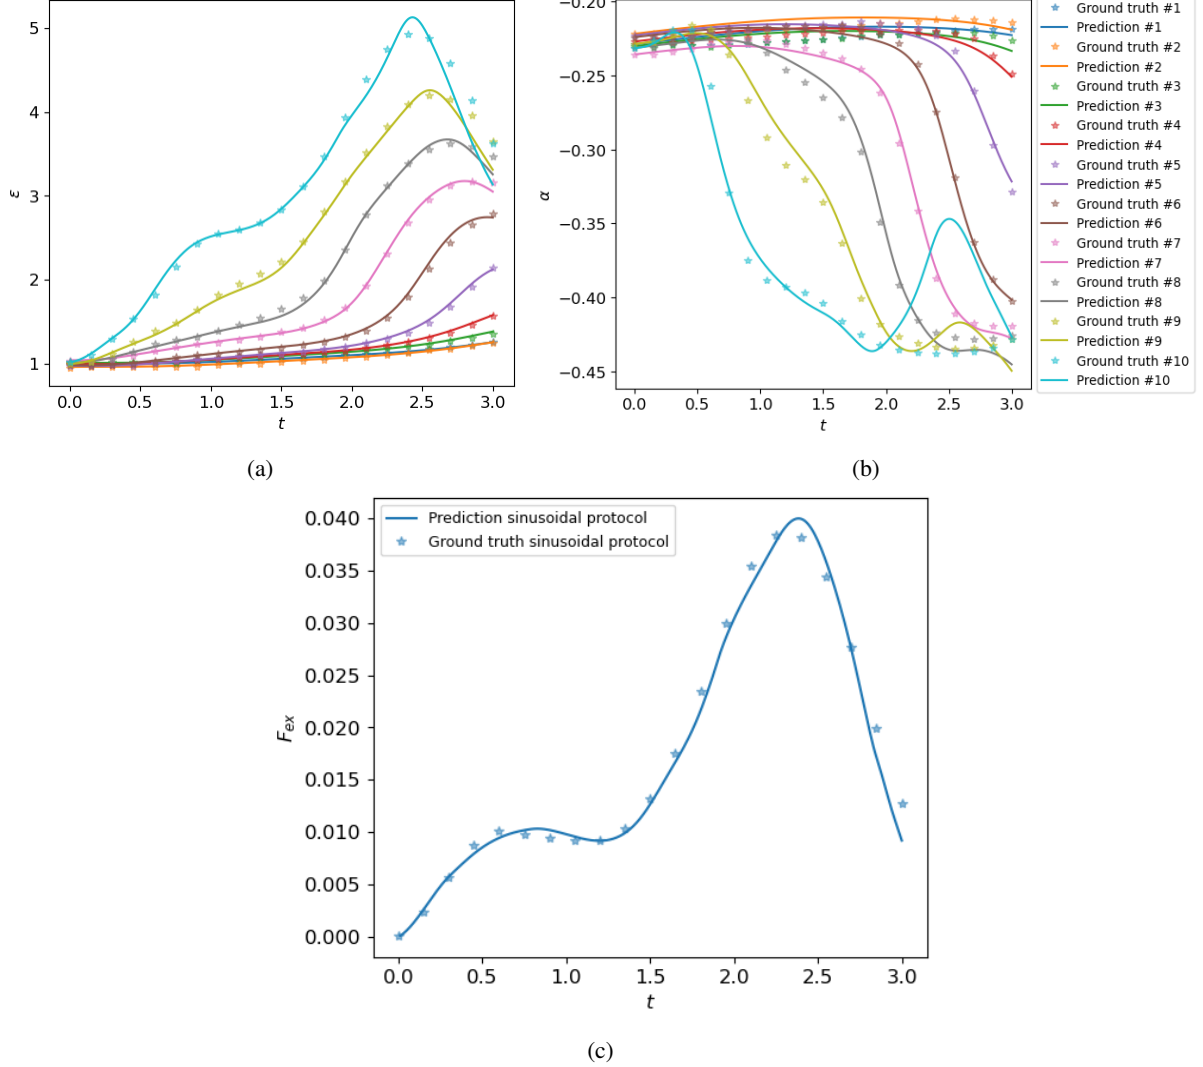 5
4
3
2
1
ε
0.0 0.5 1.0 1.5 2.0 2.5 3.0
t
(a)
−0.20
−0.25
−0.30
−0.35
−0.40
−0.45
α
0.0 0.5 1.0 1.5 2.0 2.5 3.0
t
(b)
Ground truth #1
Prediction #1
Ground truth #2
Prediction #2
Ground truth #3
Prediction #3
Ground truth #4
Prediction #4
Ground truth #5
Prediction #5
Ground truth #6
Prediction #6
Ground truth #7
Prediction #7
Ground truth #8
Prediction #8
Ground truth #9
Prediction #9
Ground truth #10
Prediction #10
Prediction sinusoidal protocol
Ground truth sinusoidal protocol
0.040
0.035
0.030
0.025
0.020
0.015
0.010
0.005
0.000
F_ex
0.0 0.5 1.0 1.5 2.0 2.5 3.0
t
(c)